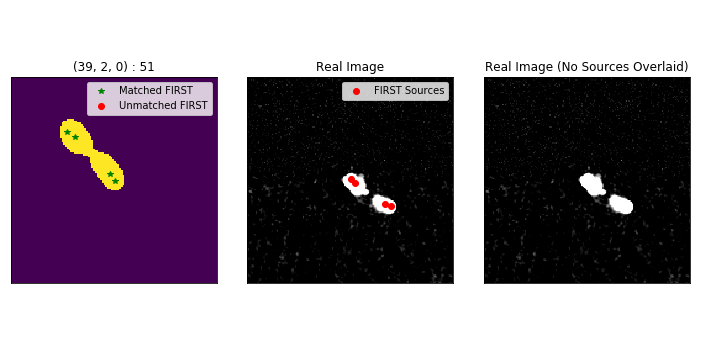 (39, 2, 0) : 51
Matched FIRST
Unmatched FIRST
Real Image
FIRST Sources
Real Image (No Sources Overlaid)